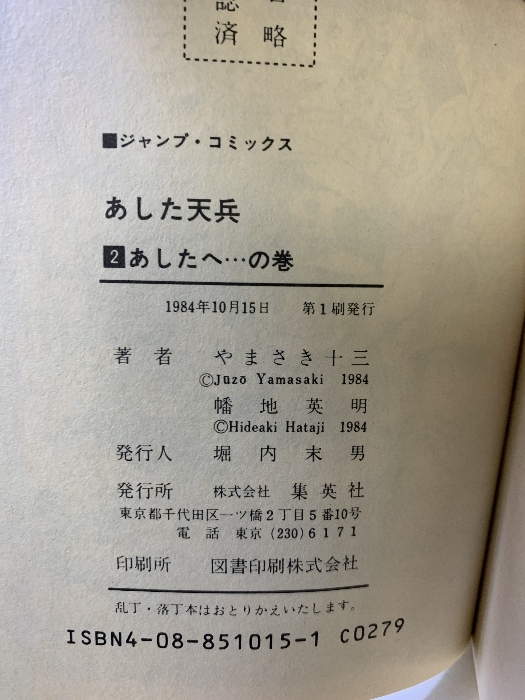 認
済　略
■ジャンプ・コミックス
あした天兵
2 あしたへ…の巻
1984年10月15日　第1刷発行
著者　やまさき十三
©Jūzō Yamasaki 1984
幡地英明
©Hideaki Hataji 1984
発行人　堀内末男
発行所　株式会社　集英社
東京都千代田区一ツ橋2丁目5番10号
電話　東京(230)6171
印刷所　図書印刷株式会社
乱丁・落丁本はおとりかえいたします。
ISBN4-08-851015-1 C0279